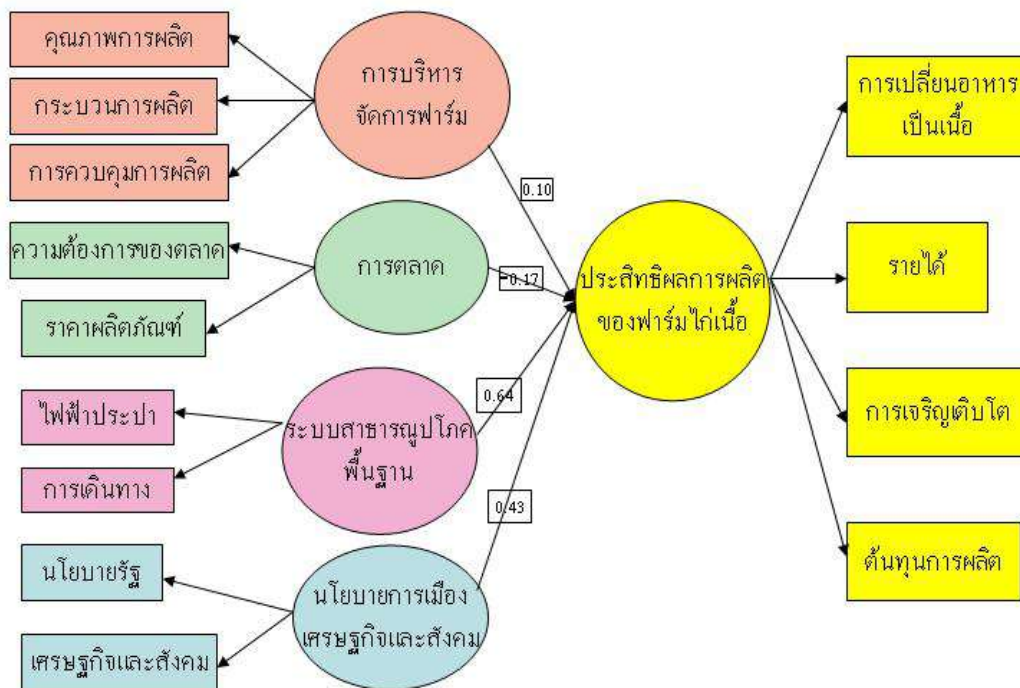 คุณภาพการผลิต
กระบวนการผลิต
การควบคุมการผลิต
การบริหาร
จัดการฟาร์ม
0.10
ความต้องการของตลาด
ราคาผลิตภัณฑ์
การตลาด
-0.17
ไฟฟ้าประปา
การเดินทาง
ระบบสาธารณูปโภค
พื้นฐาน
0.64
นโยบายรัฐ
เศรษฐกิจและสังคม
นโยบายการเมือง
เศรษฐกิจและสังคม
0.43
ประสิทธิผลการผลิต
ของฟาร์มไก่เนื้อ
การเปลี่ยนอาหาร
เป็นเนื้อ
รายได้
การเจริญเติบโต
ต้นทุนการผลิต